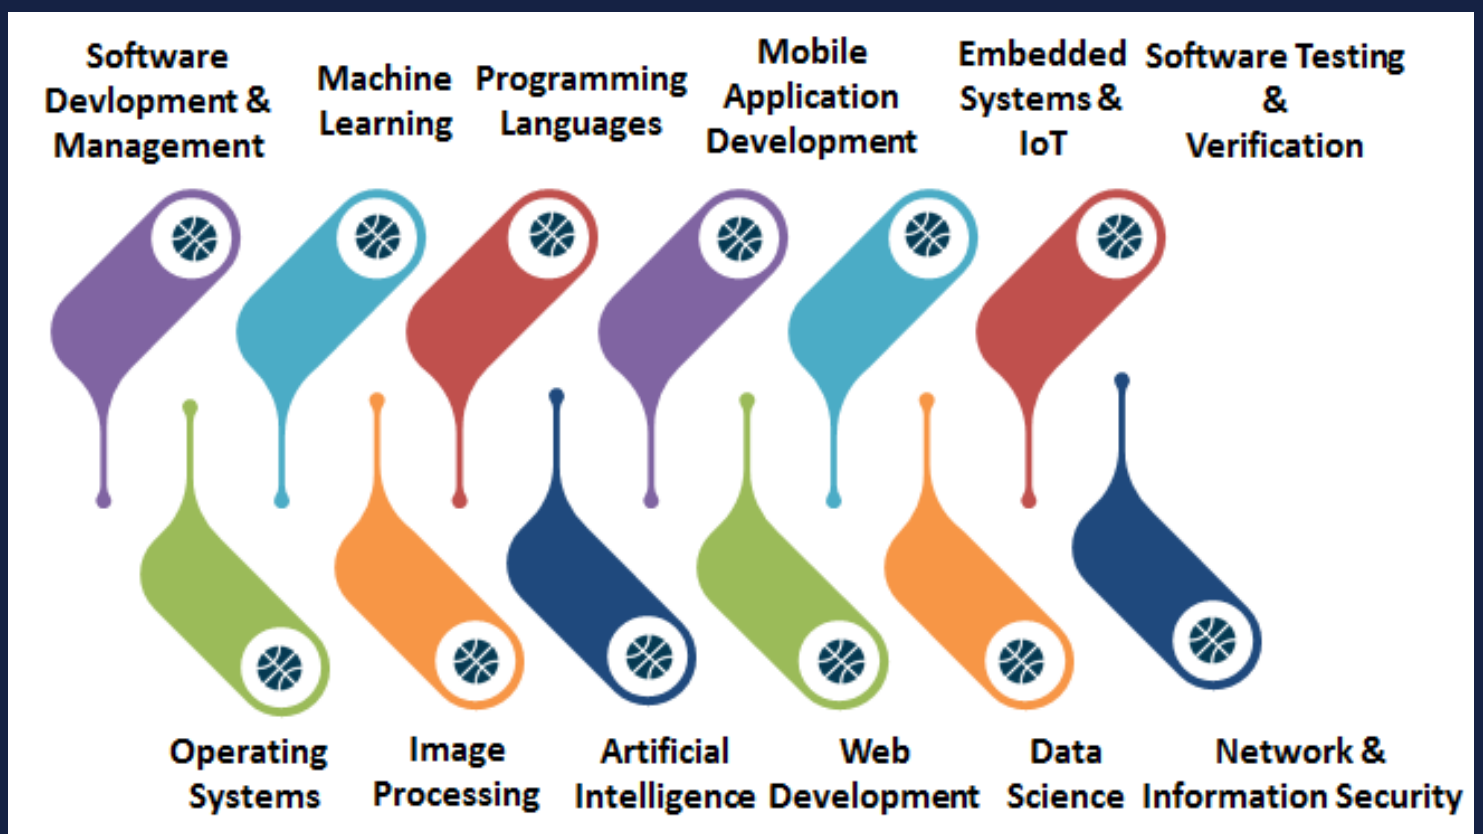 Software
Devlopment &
Management
Machine
Learning
Programming
Languages
Mobile
Application
Development
Embedded
Systems &
IoT
Software Testing
&
Verification
Operating
Systems
Image
Processing
Artificial
Intelligence
Web
Development
Data
Science
Network &
Information Security